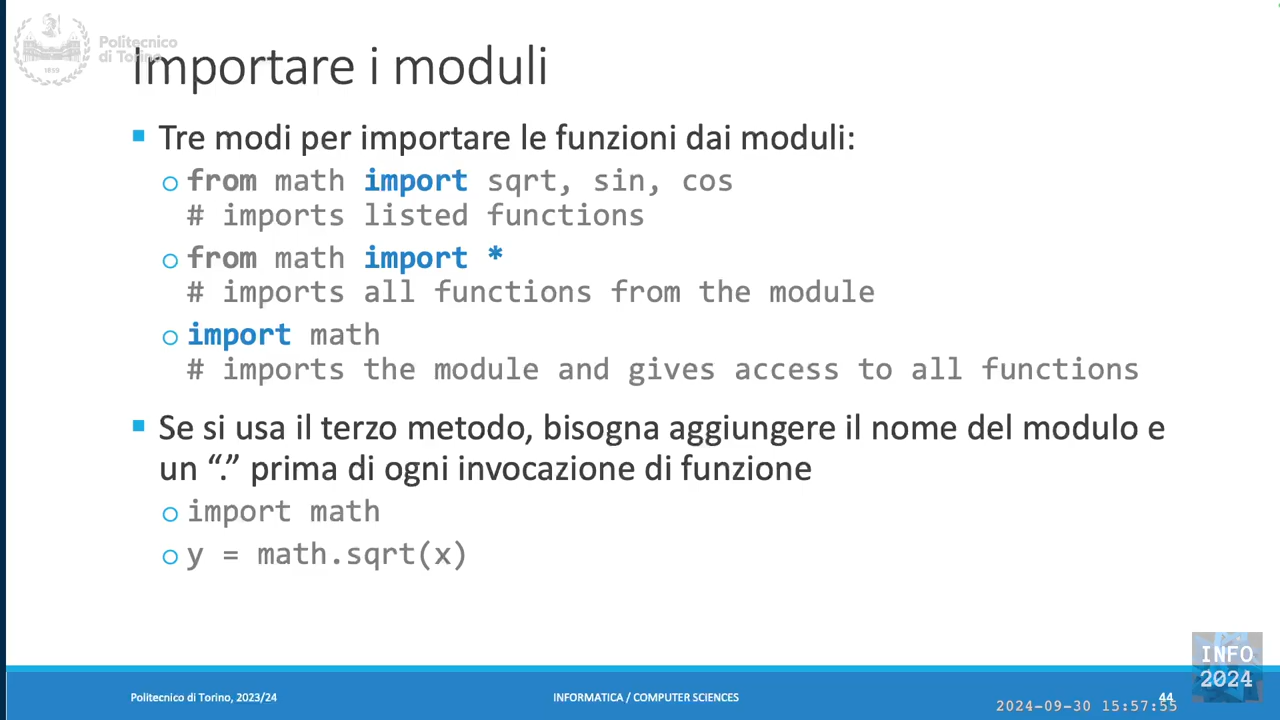 Politecnico
di Torino
1859
Importare i moduli
Tre modi per importare le funzioni dai moduli:
from math import sqrt, sin, cos
# imports listed functions
from math import *
# imports all functions from the module
import math
# imports the module and gives access to all functions
Se si usa il terzo metodo, bisogna aggiungere il nome del modulo e
un “.” prima di ogni invocazione di funzione
import math
y = math.sqrt(x)
INFO
2024
Politecnico di Torino, 2023/24
INFORMATICA / COMPUTER SCIENCES
44
2024-09-30 15:57:55